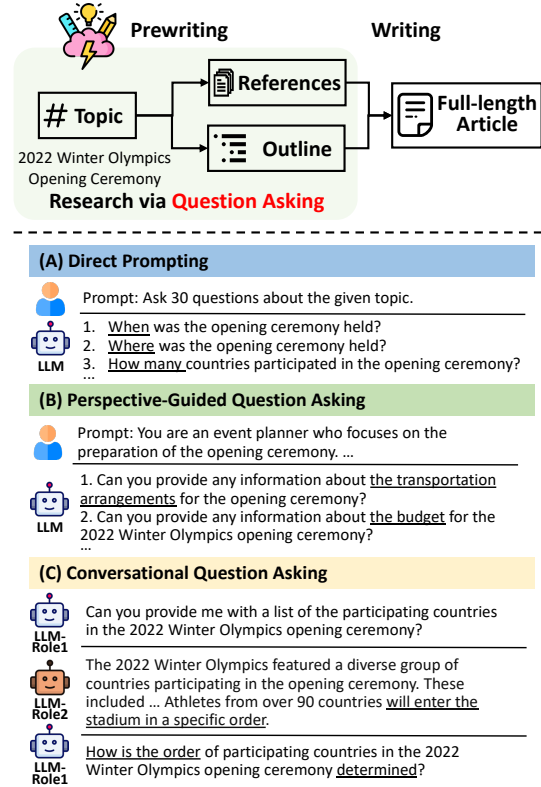 Prewriting
Writing
References
# Topic
Full-length
Article
Outline
2022 Winter Olympics
Opening Ceremony
Research via Question Asking
(A) Direct Prompting
Prompt: Ask 30 questions about the given topic.
LLM
1. When was the opening ceremony held?
2. Where was the opening ceremony held?
3. How many countries participated in the opening ceremony?
...
(B) Perspective-Guided Question Asking
Prompt: You are an event planner who focuses on the
preparation of the opening ceremony. ...
LLM
1. Can you provide any information about the transportation
arrangements for the opening ceremony?
2. Can you provide any information about the budget for the
2022 Winter Olympics opening ceremony?
...
(C) Conversational Question Asking
LLM-
Role1
Can you provide me with a list of the participating countries
in the 2022 Winter Olympics opening ceremony?
LLM-
Role2
The 2022 Winter Olympics featured a diverse group of
countries participating in the opening ceremony. These
included ... Athletes from over 90 countries will enter the
stadium in a specific order.
LLM-
Role1
How is the order of participating countries in the 2022
Winter Olympics opening ceremony determined?